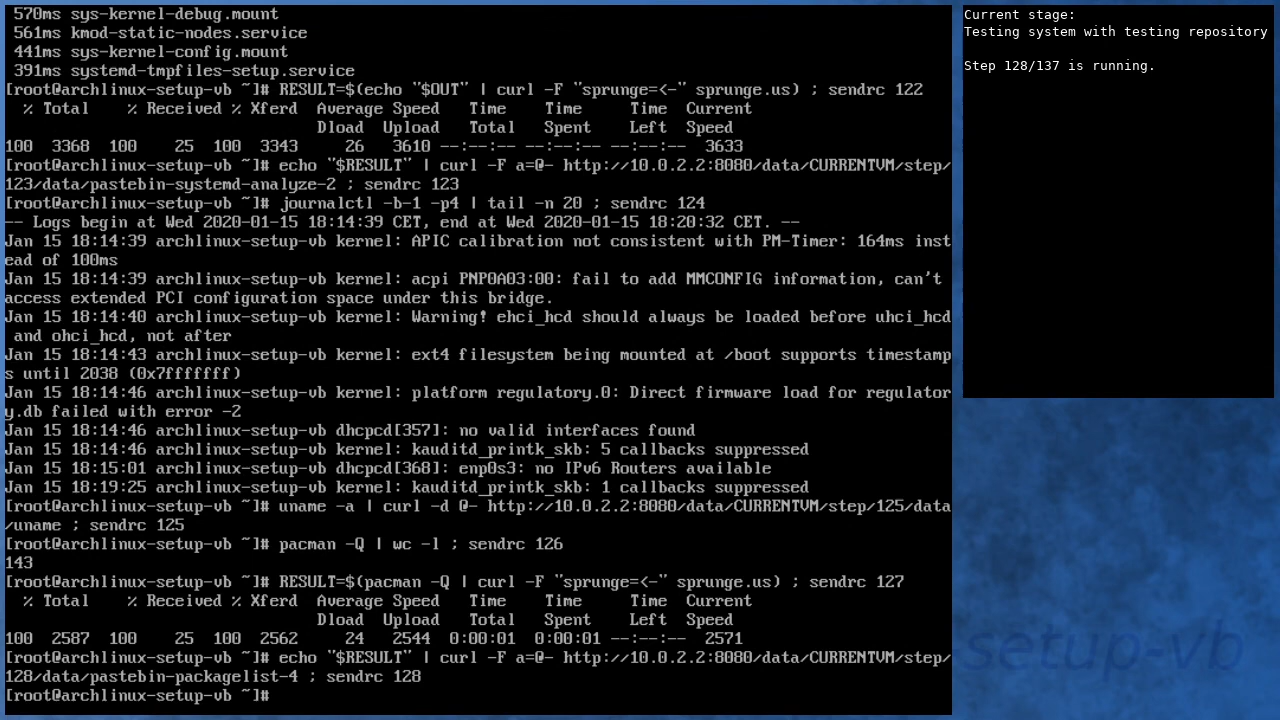 570ms sys-kernel-debug.mount
 561ms kmod-static-nodes.service
 441ms sys-kernel-config.mount
 391ms systemd-tmpfiles-setup.service
[root@archlinux-setup-vb ~]# RESULT=$(echo "$OUT" | curl -F "sprunge=<-" sprunge.us) ; sendrc 122
  % Total    % Received % Xferd  Average Speed   Time    Time     Time  Current
                                 Dload  Upload   Total   Spent    Left  Speed
100  3368  100    25  100  3343     26   3610 --:--:-- --:--:-- --:--:--  3633
[root@archlinux-setup-vb ~]# echo "$RESULT" | curl -F a=@- http://10.0.2.2:8080/data/CURRENTVM/step/
123/data/pastebin-systemd-analyze-2 ; sendrc 123
[root@archlinux-setup-vb ~]# journalctl -b-1 -p4 | tail -n 20 ; sendrc 124
-- Logs begin at Wed 2020-01-15 18:14:39 CET, end at Wed 2020-01-15 18:20:32 CET. --
Jan 15 18:14:39 archlinux-setup-vb kernel: APIC calibration not consistent with PM-Timer: 164ms inst
ead of 100ms
Jan 15 18:14:39 archlinux-setup-vb kernel: acpi PNP0A03:00: fail to add MMCONFIG information, can't
access extended PCI configuration space under this bridge.
Jan 15 18:14:40 archlinux-setup-vb kernel: Warning! ehci_hcd should always be loaded before uhci_hcd
 and ohci_hcd, not after
Jan 15 18:14:43 archlinux-setup-vb kernel: ext4 filesystem being mounted at /boot supports timestamp
s until 2038 (0x7fffffff)
Jan 15 18:14:46 archlinux-setup-vb kernel: platform regulatory.0: Direct firmware load for regulator
y.db failed with error -2
Jan 15 18:14:46 archlinux-setup-vb dhcpcd[357]: no valid interfaces found
Jan 15 18:14:46 archlinux-setup-vb kernel: kauditd_printk_skb: 5 callbacks suppressed
Jan 15 18:15:01 archlinux-setup-vb dhcpcd[368]: enp0s3: no IPv6 Routers available
Jan 15 18:19:25 archlinux-setup-vb kernel: kauditd_printk_skb: 1 callbacks suppressed
[root@archlinux-setup-vb ~]# uname -a | curl -d @- http://10.0.2.2:8080/data/CURRENTVM/step/125/data
/uname ; sendrc 125
[root@archlinux-setup-vb ~]# pacman -Q | wc -l ; sendrc 126
143
[root@archlinux-setup-vb ~]# RESULT=$(pacman -Q | curl -F "sprunge=<-" sprunge.us) ; sendrc 127
  % Total    % Received % Xferd  Average Speed   Time    Time     Time  Current
                                 Dload  Upload   Total   Spent    Left  Speed
100  2587  100    25  100  2562     24   2544  0:00:01  0:00:01 --:--:--  2571
[root@archlinux-setup-vb ~]# echo "$RESULT" | curl -F a=@- http://10.0.2.2:8080/data/CURRENTVM/step/
128/data/pastebin-packagelist-4 ; sendrc 128
[root@archlinux-setup-vb ~]#
Current stage:
Testing system with testing repository
Step 128/137 is running.
setup-vb